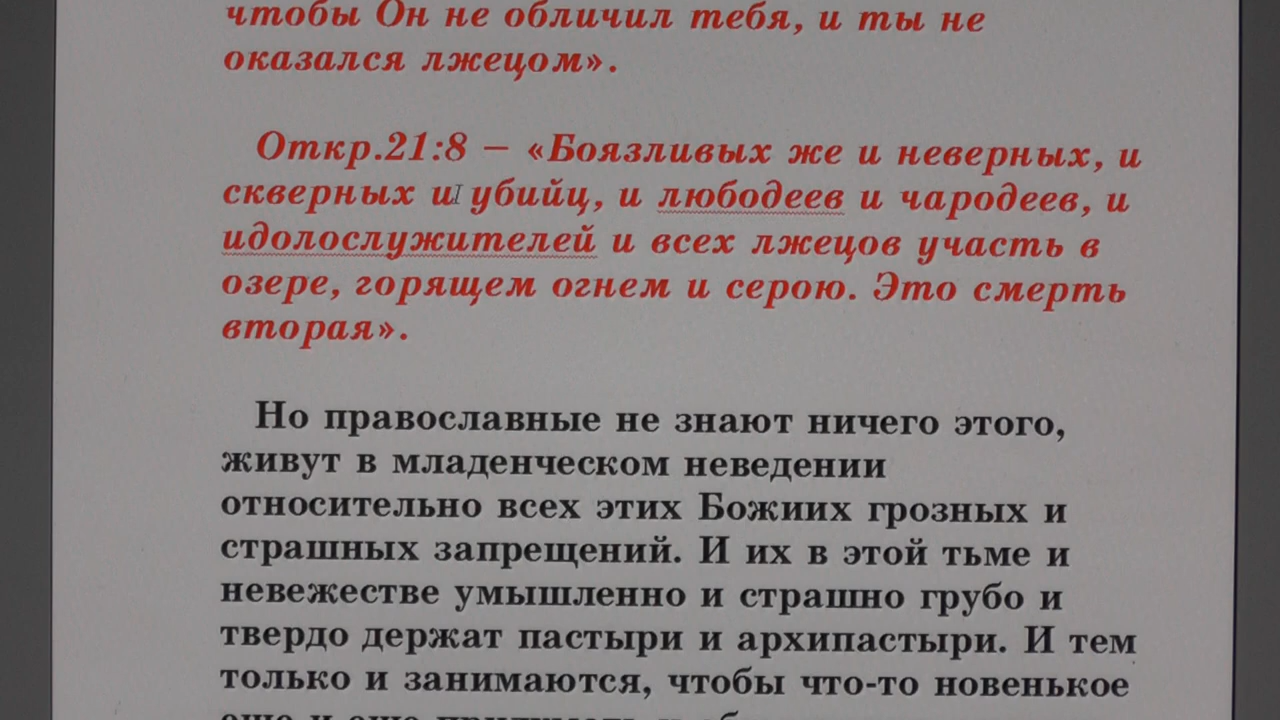 чтобы Он не обличил тебя, и ты не
оказался лжецом».
Откр.21:8 – «Боязливых же и неверных, и
скверных и убийц, и любодеев и чародеев, и
идолослужителей и всех лжецов участь в
озере, горящем огнем и серою. Это смерть
вторая».
Но православные не знают ничего этого,
живут в младенческом неведении
относительно всех этих Божиих грозных и
страшных запрещений. И их в этой тьме и
невежестве умышленно и страшно грубо и
твердо держат пастыри и архипастыри. И тем
только и занимаются, чтобы что-то новенькое
еще и еще